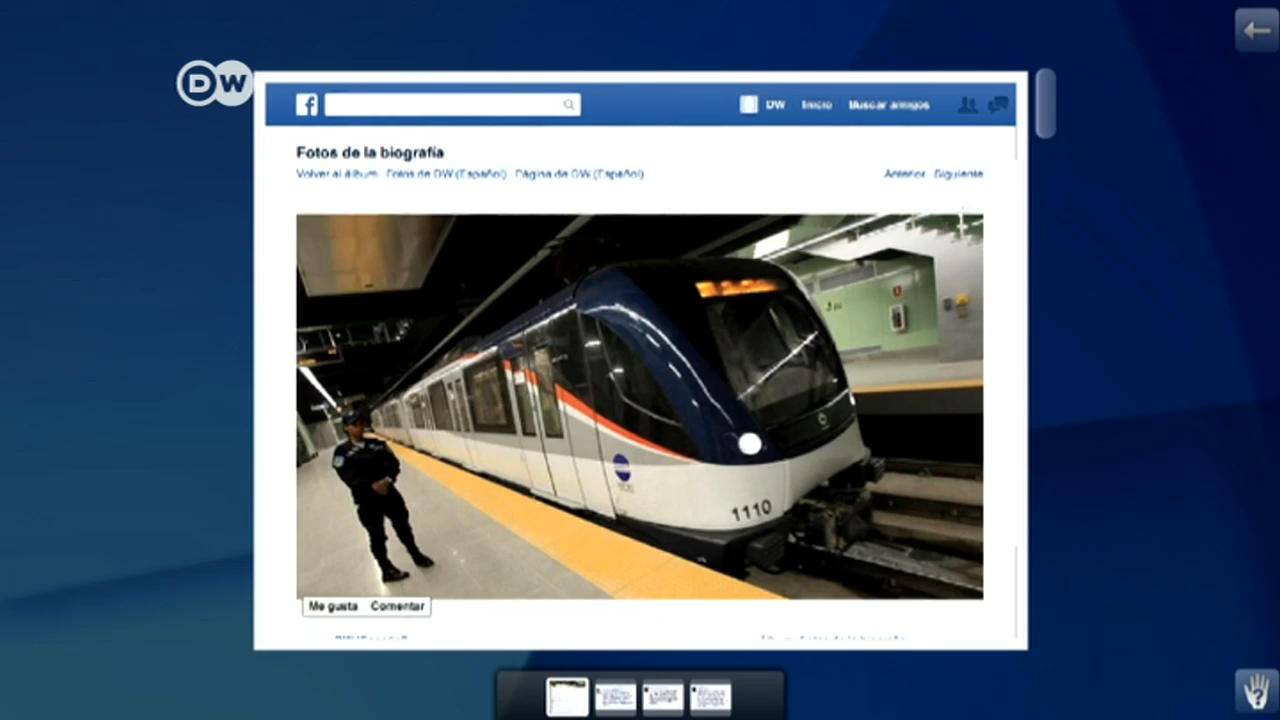 DW
f
DW Inicio Buscar amigos
Fotos de la biografía
Volver al álbum Fotos de DW (Español) Página de DW (Español)
Anterior Siguiente
1110
Me gusta Comentar
?